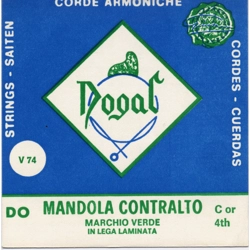 CORDE ARMONICHE
STRINGS - SAITEN
CORDES - CUERDAS
Dogal
V 74
DO MANDOLA CONTRALTO C or 4th
MARCHIO VERDE
IN LEGA LAMINATA